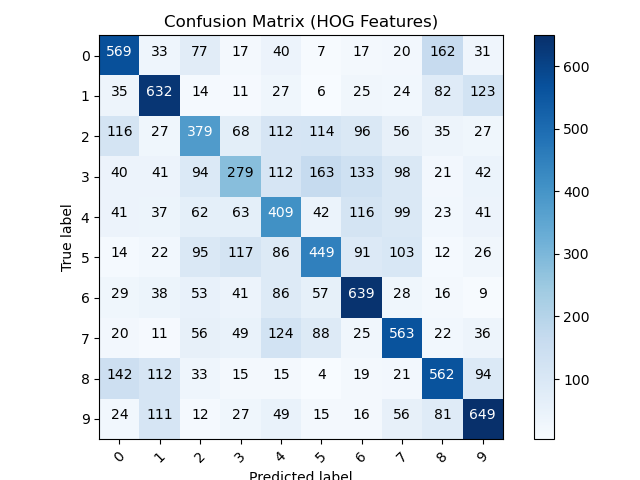 Confusion Matrix (HOG Features)
0 569 33 77 17 40 7 17 20 162 31
1 35 632 14 11 27 6 25 24 82 123
2 116 27 379 68 112 114 96 56 35 27
3 40 41 94 279 112 163 133 98 21 42
4 41 37 62 63 409 42 116 99 23 41
5 14 22 95 117 86 449 91 103 12 26
6 29 38 53 41 86 57 639 28 16 9
7 20 11 56 49 124 88 25 563 22 36
8 142 112 33 15 15 4 19 21 562 94
9 24 111 12 27 49 15 16 56 81 649
0 1 2 3 4 5 6 7 8 9
True label
Predicted label
600
500
400
300
200
100